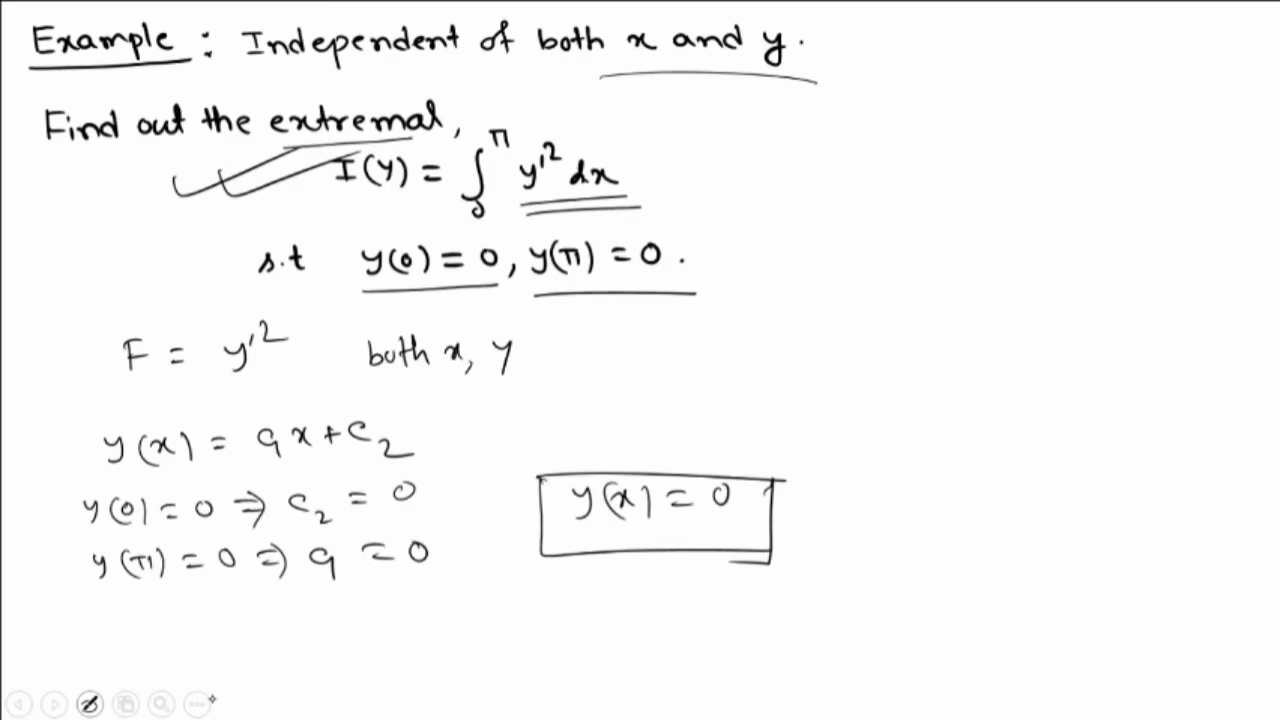 Example : Independent of both x and y.
Find out the extremal,
I(y) = ∫₀^π y'² dx
s.t y(0) = 0, y(π) = 0.
F = y'² both x, y
y(x) = c₁x + c₂
y(0) = 0 ⇒ c₂ = 0
y(π) = 0 ⇒ c₁ = 0
y(x) = 0